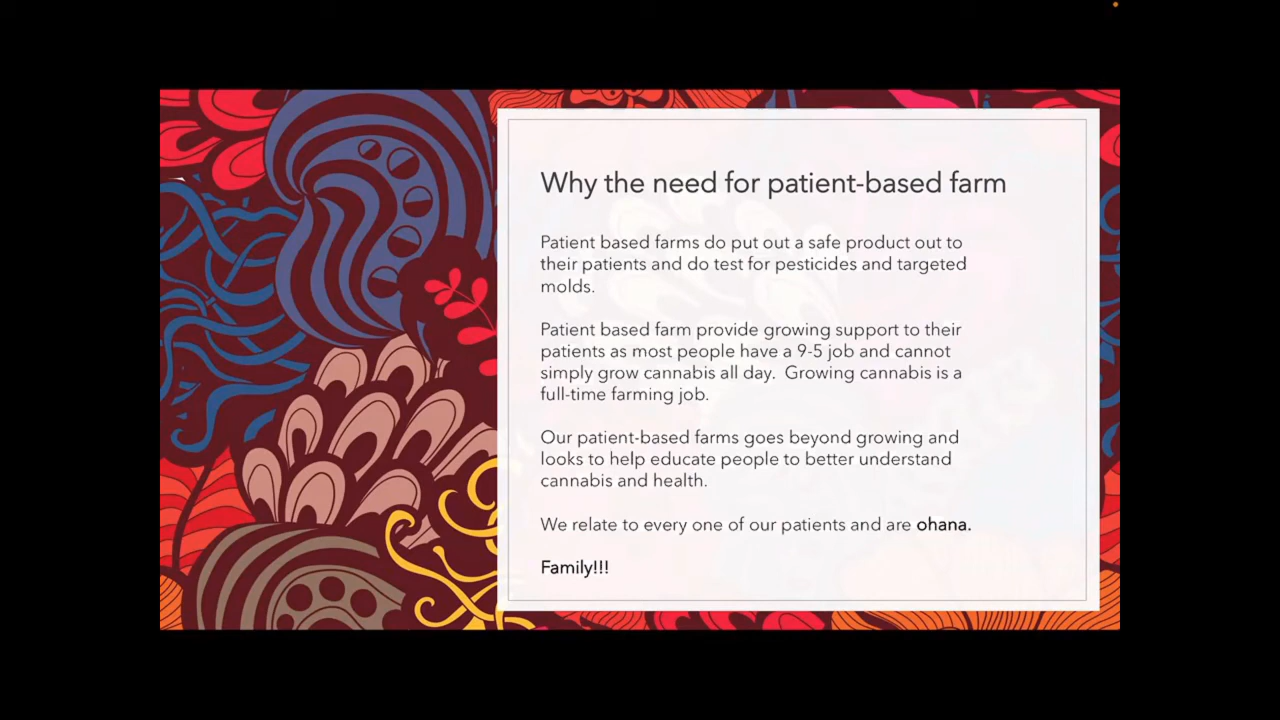 Why the need for patient-based farm
Patient based farms do put out a safe product out to
their patients and do test for pesticides and targeted
molds.
Patient based farm provide growing support to their
patients as most people have a 9-5 job and cannot
simply grow cannabis all day.  Growing cannabis is a
full-time farming job.
Our patient-based farms goes beyond growing and
looks to help educate people to better understand
cannabis and health.
We relate to every one of our patients and are ohana.
Family!!!